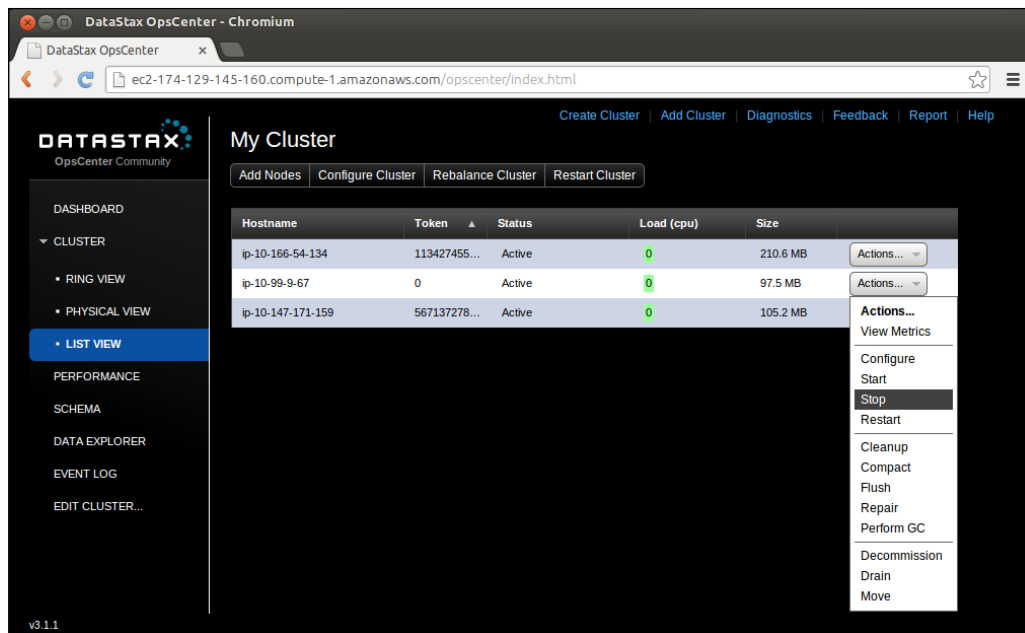 DataStax OpsCenter - Chromium
DataStax OpsCenter ×
ec2-174-129-145-160.compute-1.amazonaws.com/opscenter/index.html
Create Cluster | Add Cluster | Diagnostics | Feedback | Report | Help
DATASTAX
OpsCenter Community
My Cluster
Add Nodes Configure Cluster Rebalance Cluster Restart Cluster
DASHBOARD
CLUSTER
RING VIEW
PHYSICAL VIEW
LIST VIEW
PERFORMANCE
SCHEMA
DATA EXPLORER
EVENT LOG
EDIT CLUSTER...
v3.1.1
Hostname Token Status Load (cpu) Size
ip-10-166-54-134 113427455... Active 0 210.6 MB Actions...
ip-10-99-9-67 0 Active 0 97.5 MB Actions...
ip-10-147-171-159 567137278... Active 0 105.2 MB
Actions...
View Metrics
Configure
Start
Stop
Restart
Cleanup
Compact
Flush
Repair
Perform GC
Decommission
Drain
Move